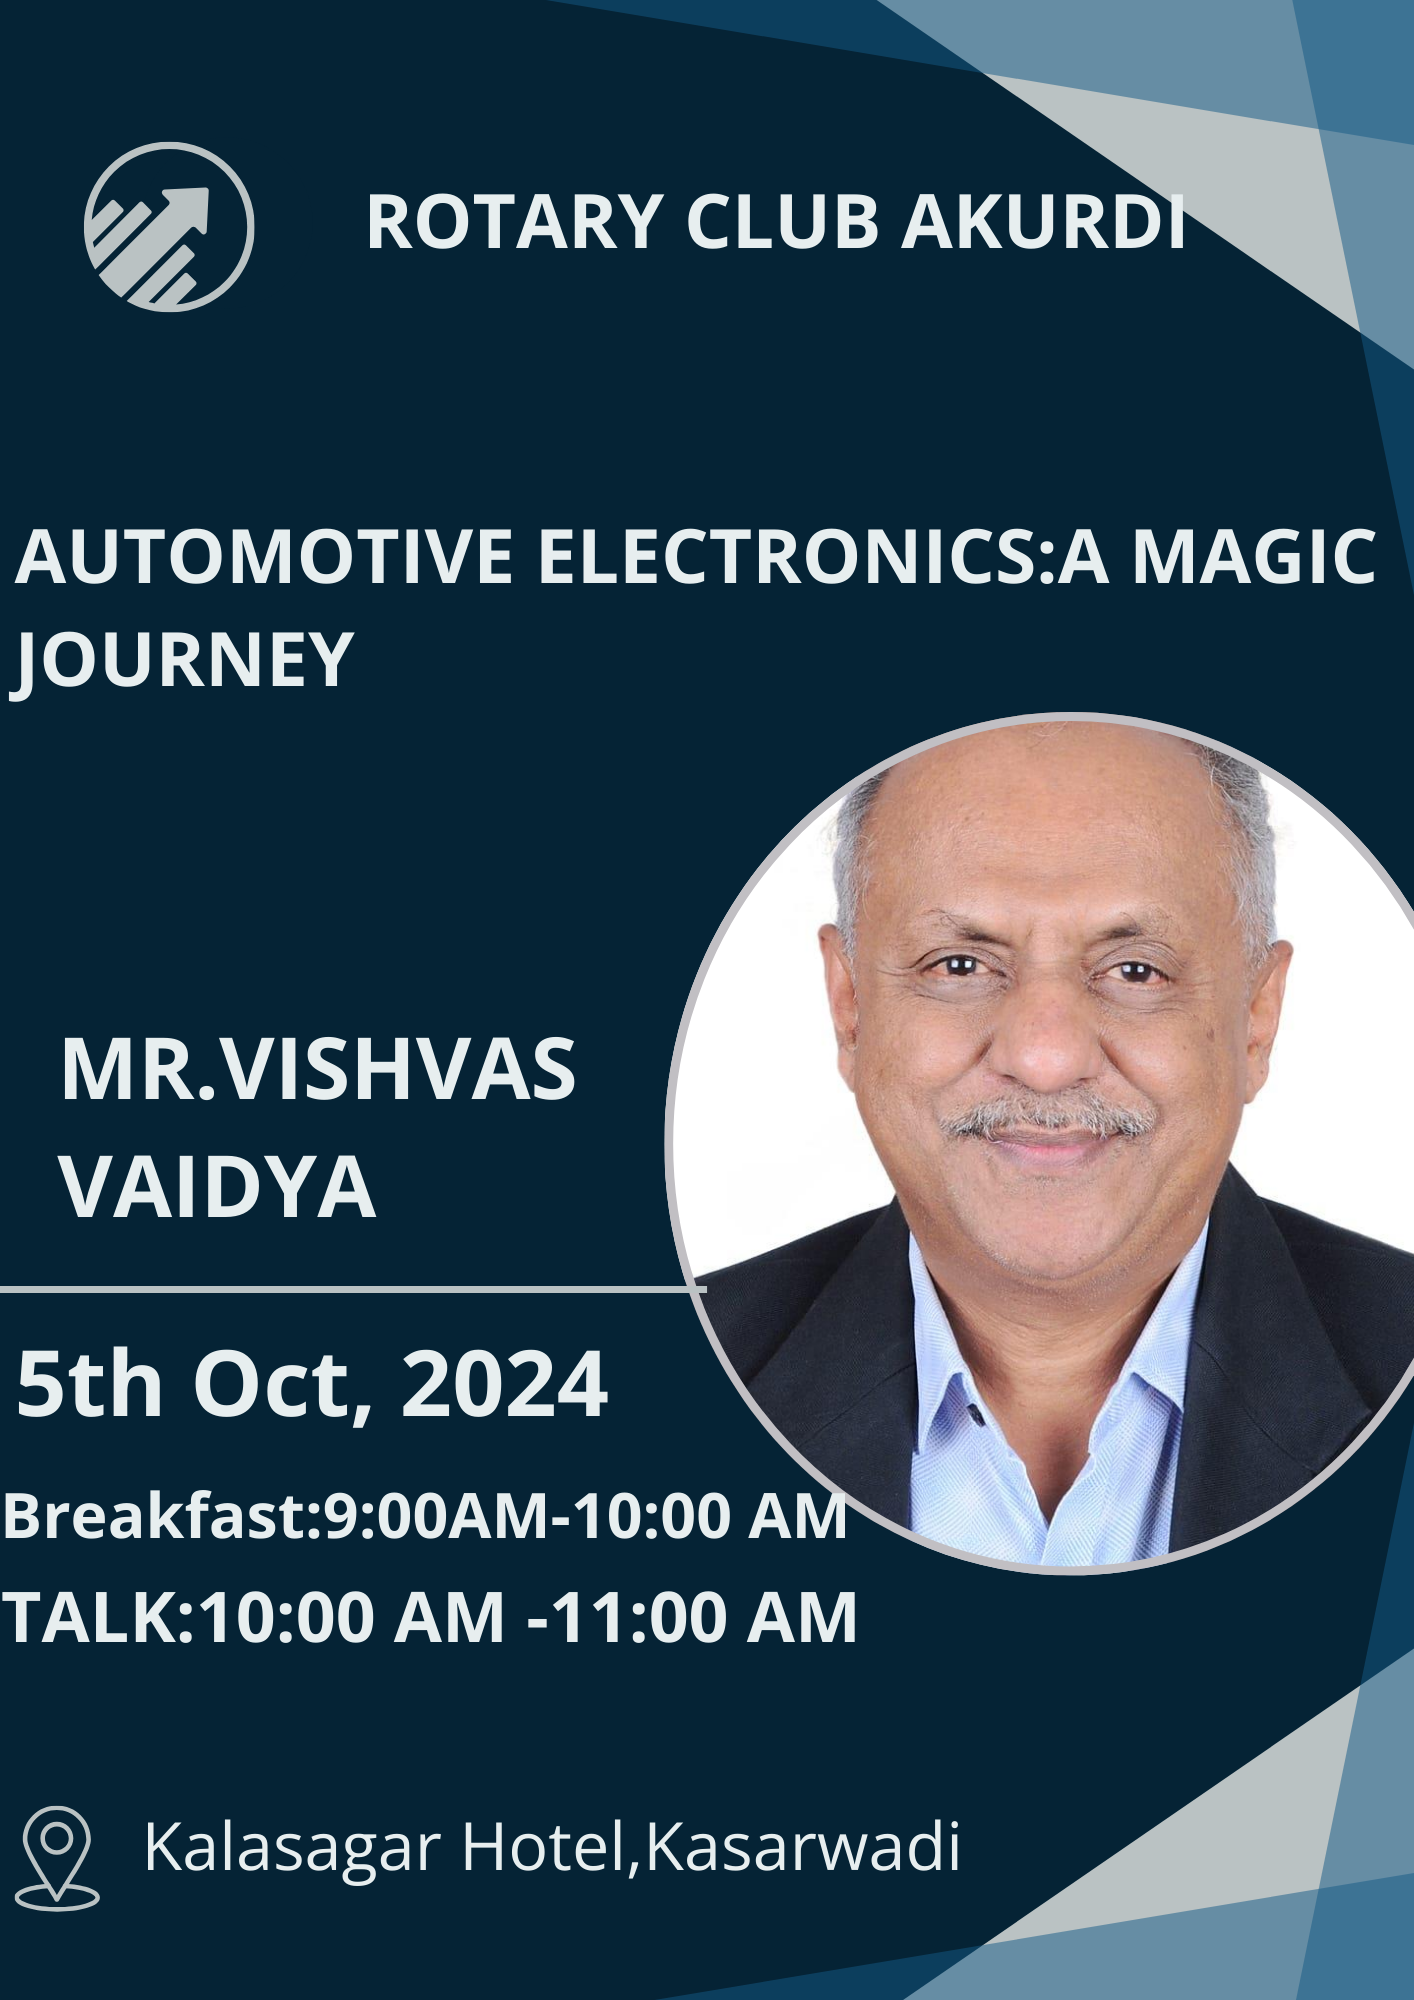 ROTARY CLUB AKURDI
AUTOMOTIVE ELECTRONICS:A MAGIC
JOURNEY
MR.VISHVAS
VAIDYA
5th Oct, 2024
Breakfast:9:00AM-10:00 AM
TALK:10:00 AM -11:00 AM
Kalasagar Hotel,Kasarwadi